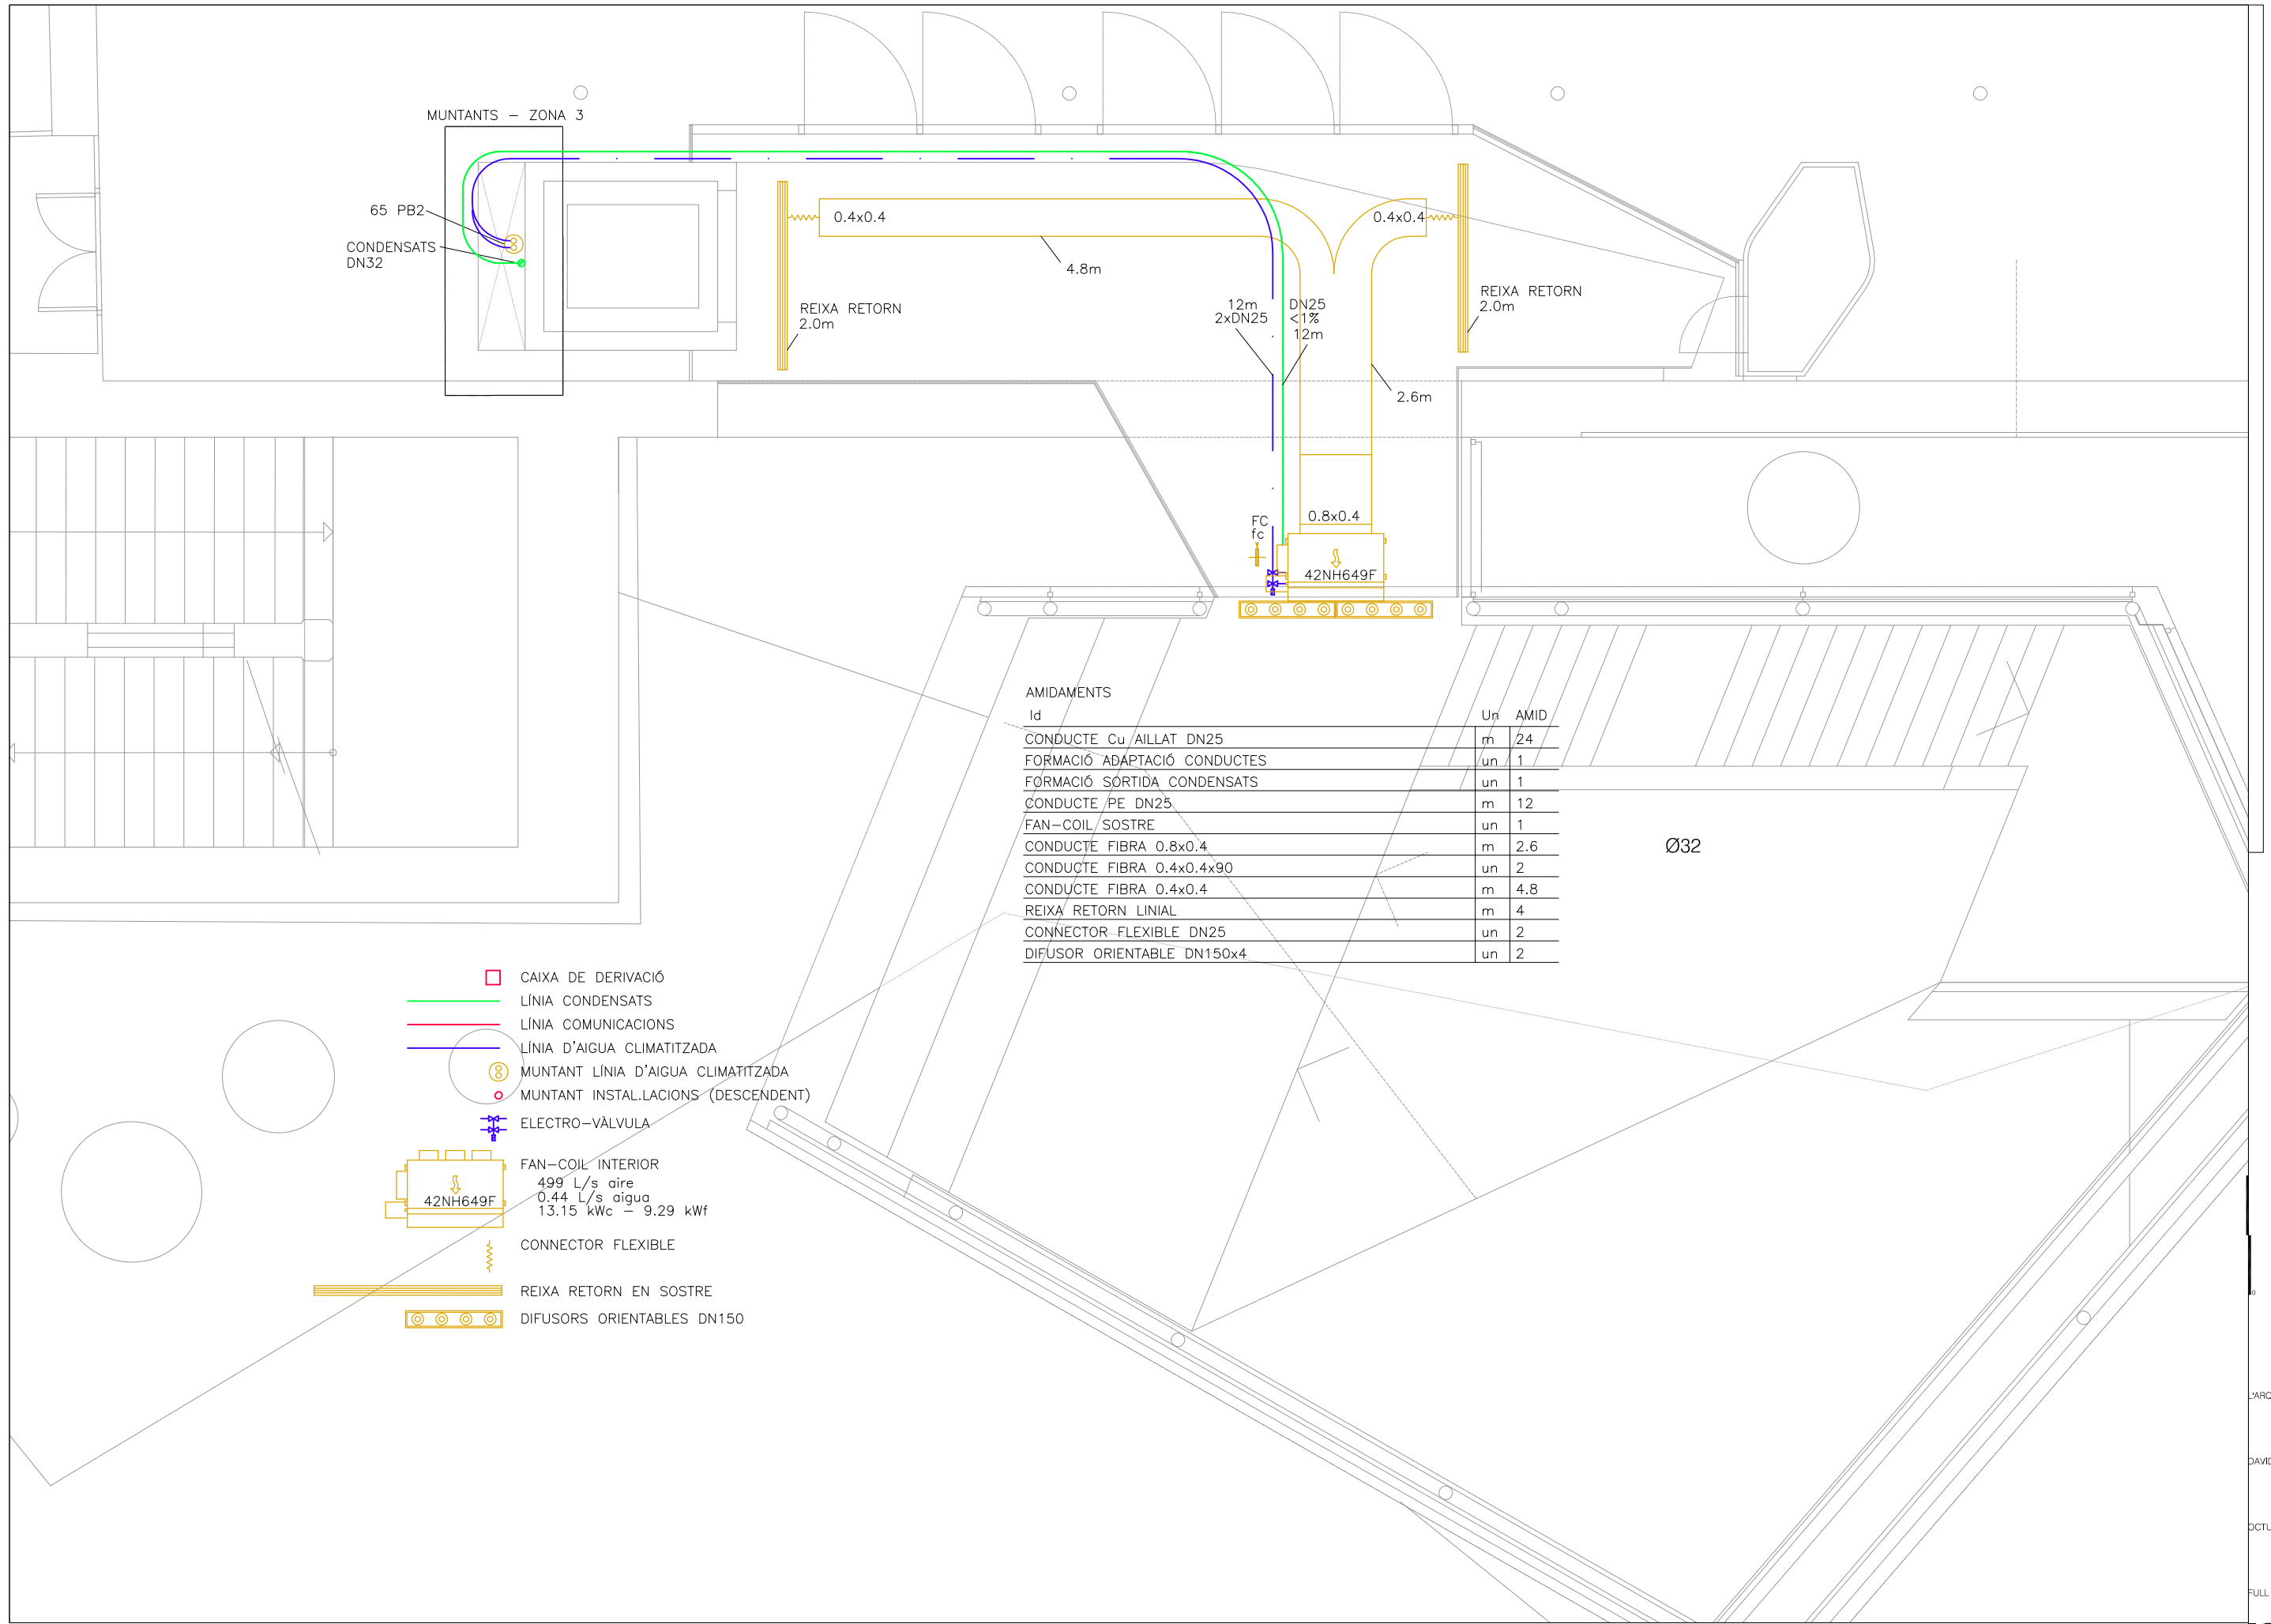 MUNTANTS - ZONA 3
65 PB2
CONDENSATS
DN32
0.4x0.4
0.4x0.4
4.8m
REIXA RETORN
2.0m
REIXA RETORN
2.0m
12m
2xDN25
DN25
<1%
12m
2.6m
FC
fc
0.8x0.4
42NH649F
AMIDAMENTS
Id Un AMID
CONDUCTE Cu AILLAT DN25 m 24
FORMACIÓ ADAPTACIÓ CONDUCTES un 1
FORMACIÓ SORTIDA CONDENSATS un 1
CONDUCTE PE DN25 m 12
FAN-COIL SOSTRE un 1
CONDUCTE FIBRA 0.8x0.4 m 2.6
CONDUCTE FIBRA 0.4x0.4x90 un 2
CONDUCTE FIBRA 0.4x0.4 m 4.8
REIXA RETORN LINIAL m 4
CONNECTOR FLEXIBLE DN25 un 2
DIFUSOR ORIENTABLE DN150x4 un 2
Ø32
CAIXA DE DERIVACIÓ
LÍNIA CONDENSATS
LÍNIA COMUNICACIONS
LÍNIA D'AIGUA CLIMATITZADA
MUNTANT LÍNIA D'AIGUA CLIMATITZADA
MUNTANT INSTAL.LACIONS (DESCENDENT)
ELECTRO-VÀLVULA
FAN-COIL INTERIOR
499 L/s aire
0.44 L/s aigua
13.15 kWc - 9.29 kWf
42NH649F
CONNECTOR FLEXIBLE
REIXA RETORN EN SOSTRE
DIFUSORS ORIENTABLES DN150
0
L'ARQ
DAVID
OCTU
FULL